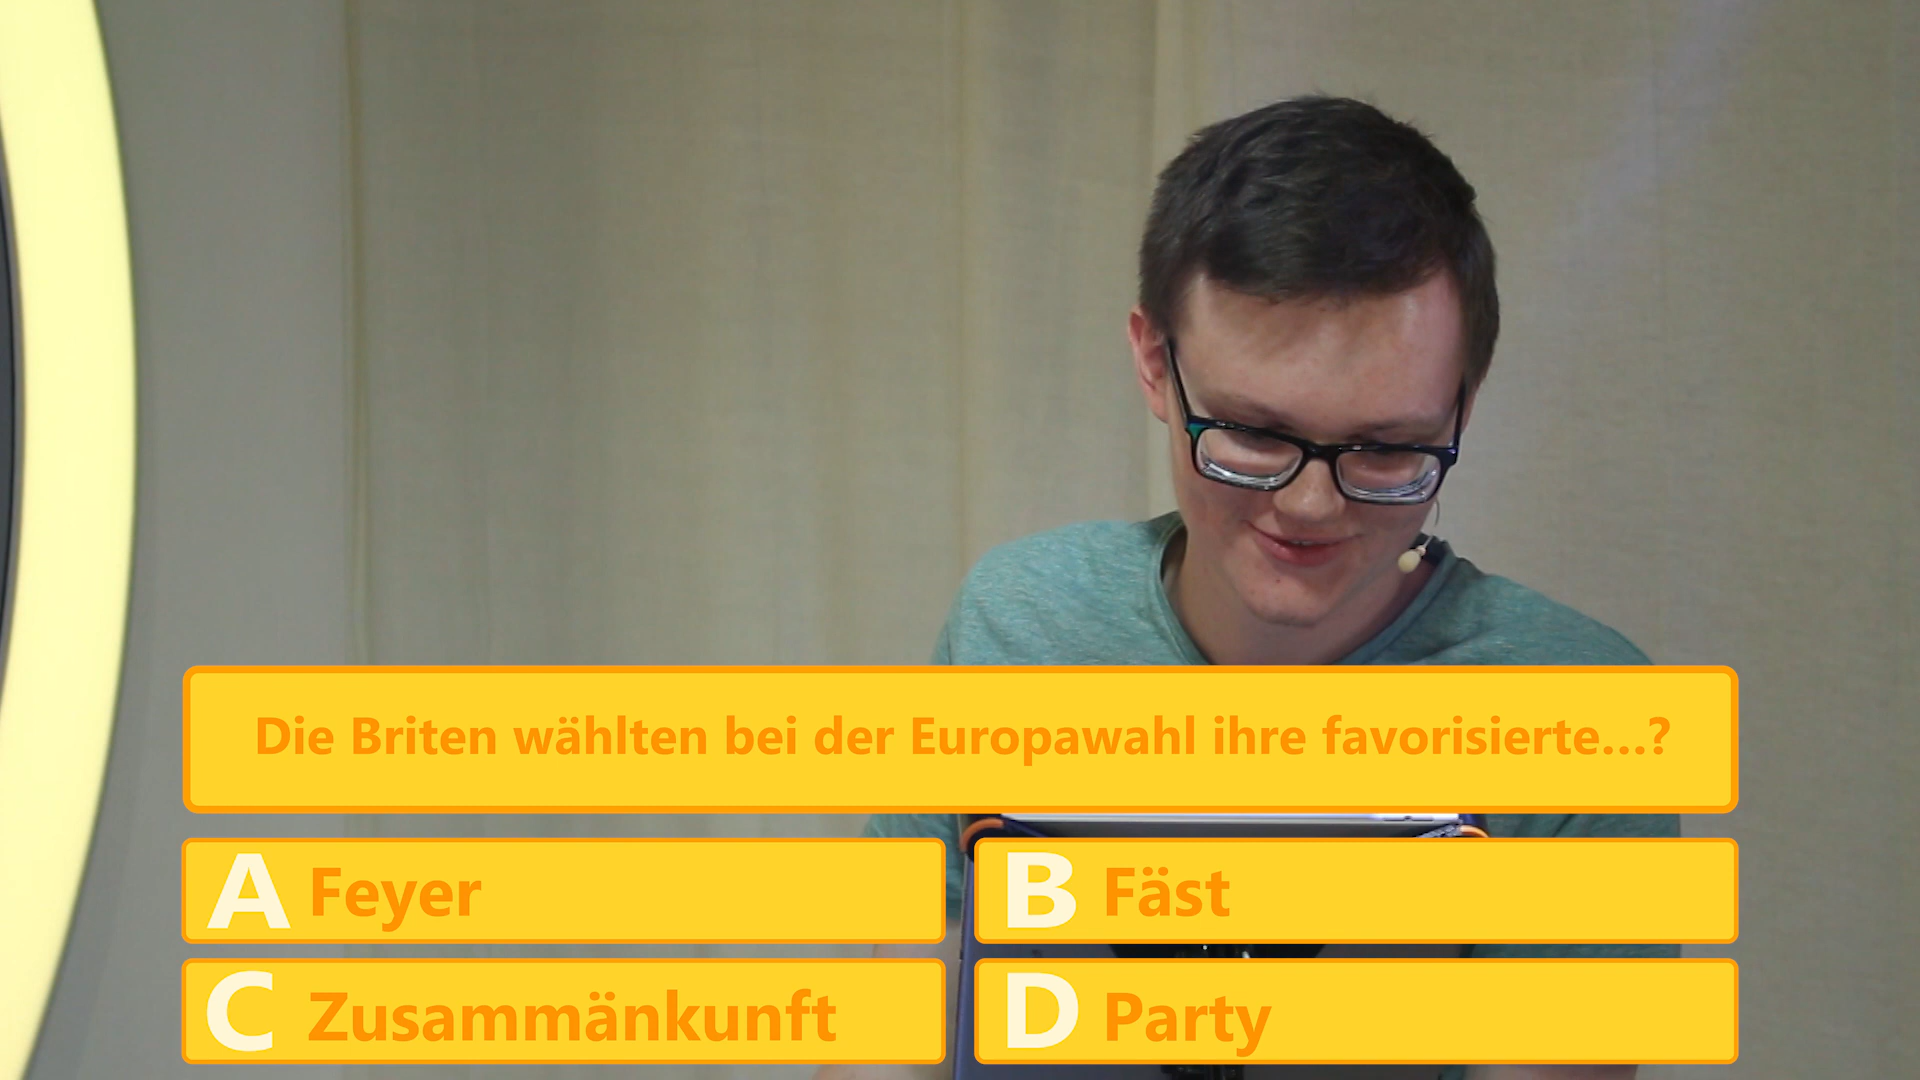 Die Briten wählten bei der Europawahl ihre favorisierte...?
A Feyer
B Fäst
C Zusammänkunft
D Party